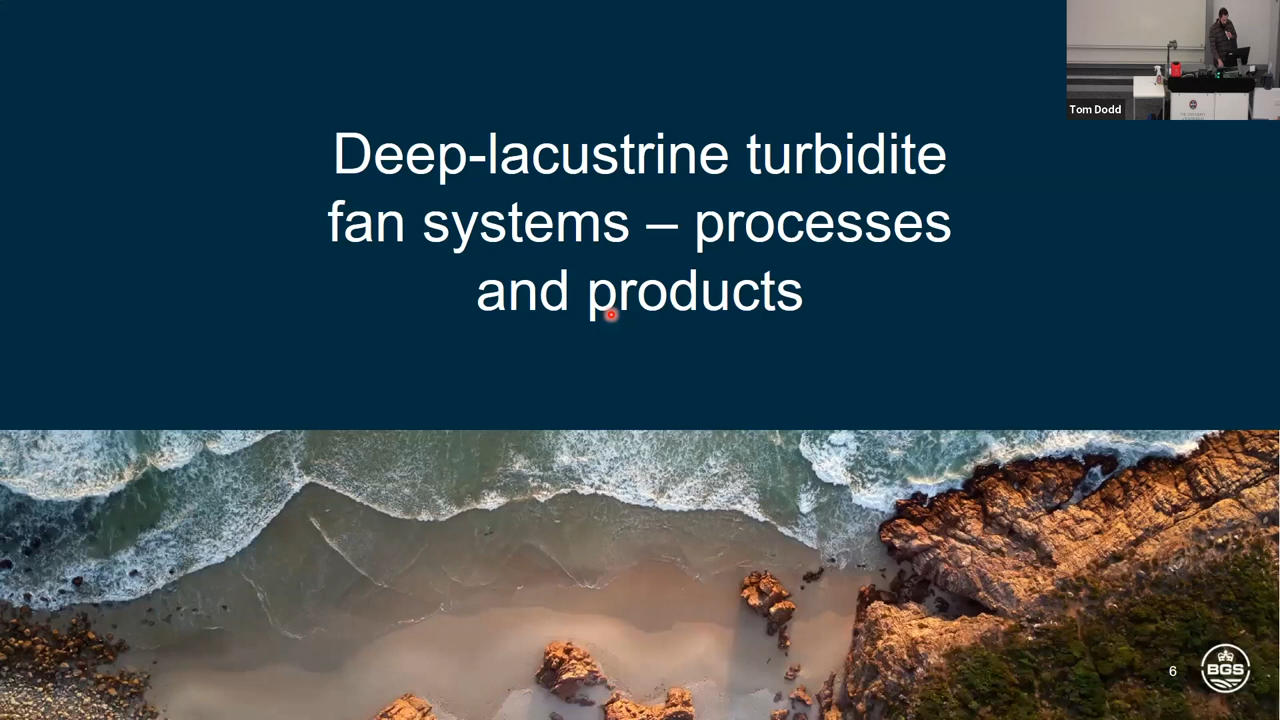 Tom Dodd
Deep-lacustrine turbidite
fan systems – processes
and products
6
BGS